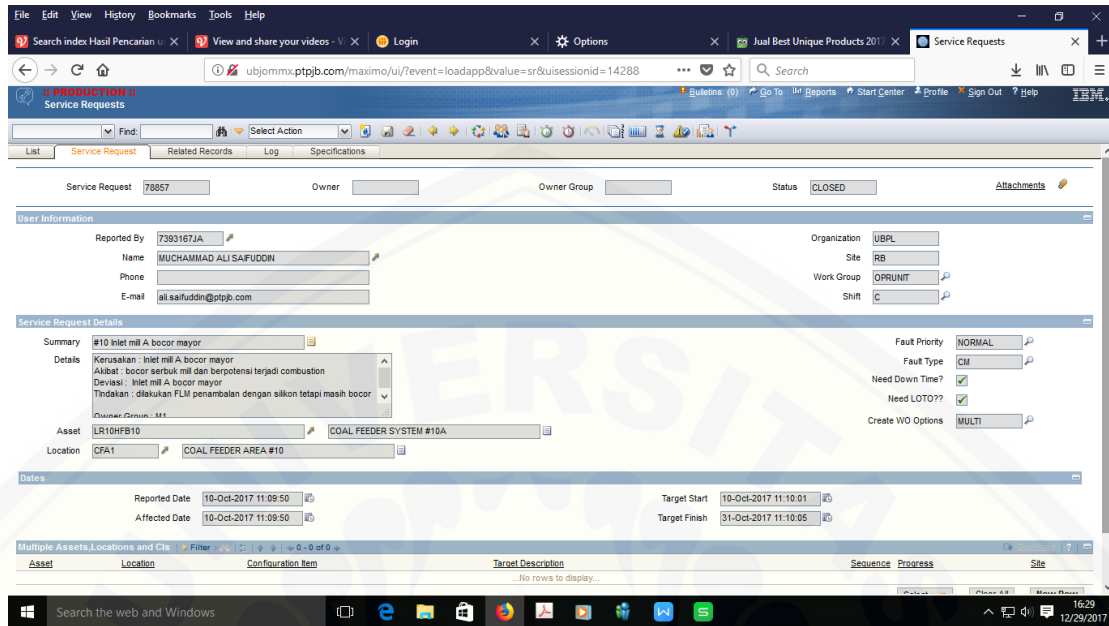 File Edit View History Bookmarks Tools Help
Search index Hasil Pencarian u View and share your videos - Vi Login Options Jual Best Unique Products 2017 Service Requests
ubjommx.ptpjb.com/maximo/ui/?event=loadapp&value=sr&uisessionid=14288 Search
:: PRODUCTION ::
Service Requests
Bulletins: (0) Go To Reports Start Center Profile Sign Out ? Help IBM.
Find: Select Action
List Service Request Related Records Log Specifications
Service Request 78857 Owner Owner Group Status CLOSED Attachments
User Information
Reported By 7393167JA Organization UBPL
Name MUCHAMMAD ALI SAIFUDDIN Site RB
Phone Work Group OPRUNIT
E-mail ali.saifuddin@ptpjb.com Shift C
Service Request Details
Summary #10 Inlet mill A bocor mayor Fault Priority NORMAL
Details Kerusakan : Inlet mill A bocor mayor Fault Type CM
Akibat : bocor serbuk mill dan berpotensi terjadi combustion
Deviasi : Inlet mill A bocor mayor Need Down Time?
TIndakan : dilakukan FLM penambalan dengan silikon tetapi masih bocor Need LOTO??
Owner Group : M1 Create WO Options MULTI
Asset LR10HFB10 COAL FEEDER SYSTEM #10A
Location CFA1 COAL FEEDER AREA #10
Dates
Reported Date 10-Oct-2017 11:09:50 Target Start 10-Oct-2017 11:10:01
Affected Date 10-Oct-2017 11:09:50 Target Finish 31-Oct-2017 11:10:05
Multiple Assets,Locations and CIs Filter 0 - 0 of 0 ?
Asset Location Configuration Item Target Description Sequence Progress Site
...No rows to display...
Select Clear All New Row
Search the web and Windows 16:29
12/29/2017